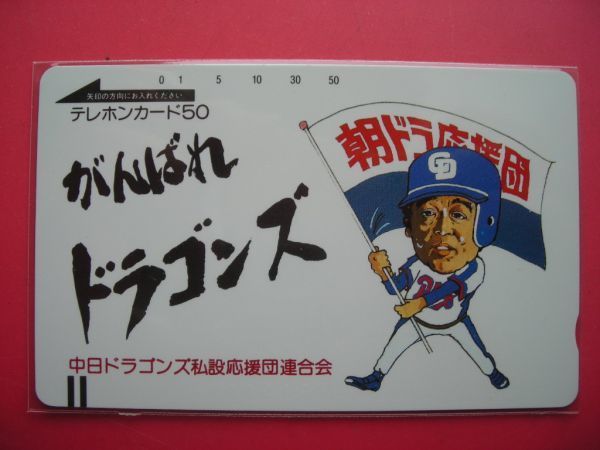 0 1 5 10 30 50
矢印の方向にお入れください
テレホンカード50
がんばれ
ドラゴンズ
朝ドラ応援団
CD
中日ドラゴンズ私設応援団連合会